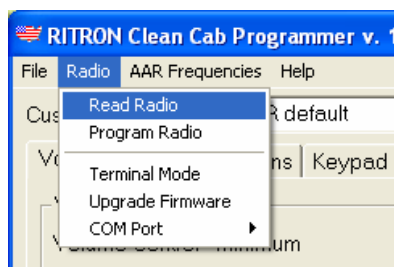 RITRON Clean Cab Programmer v.
File Radio AAR Frequencies Help
Read Radio
default
Program Radio
Keypad
Terminal Mode
Upgrade Firmware
COM Port